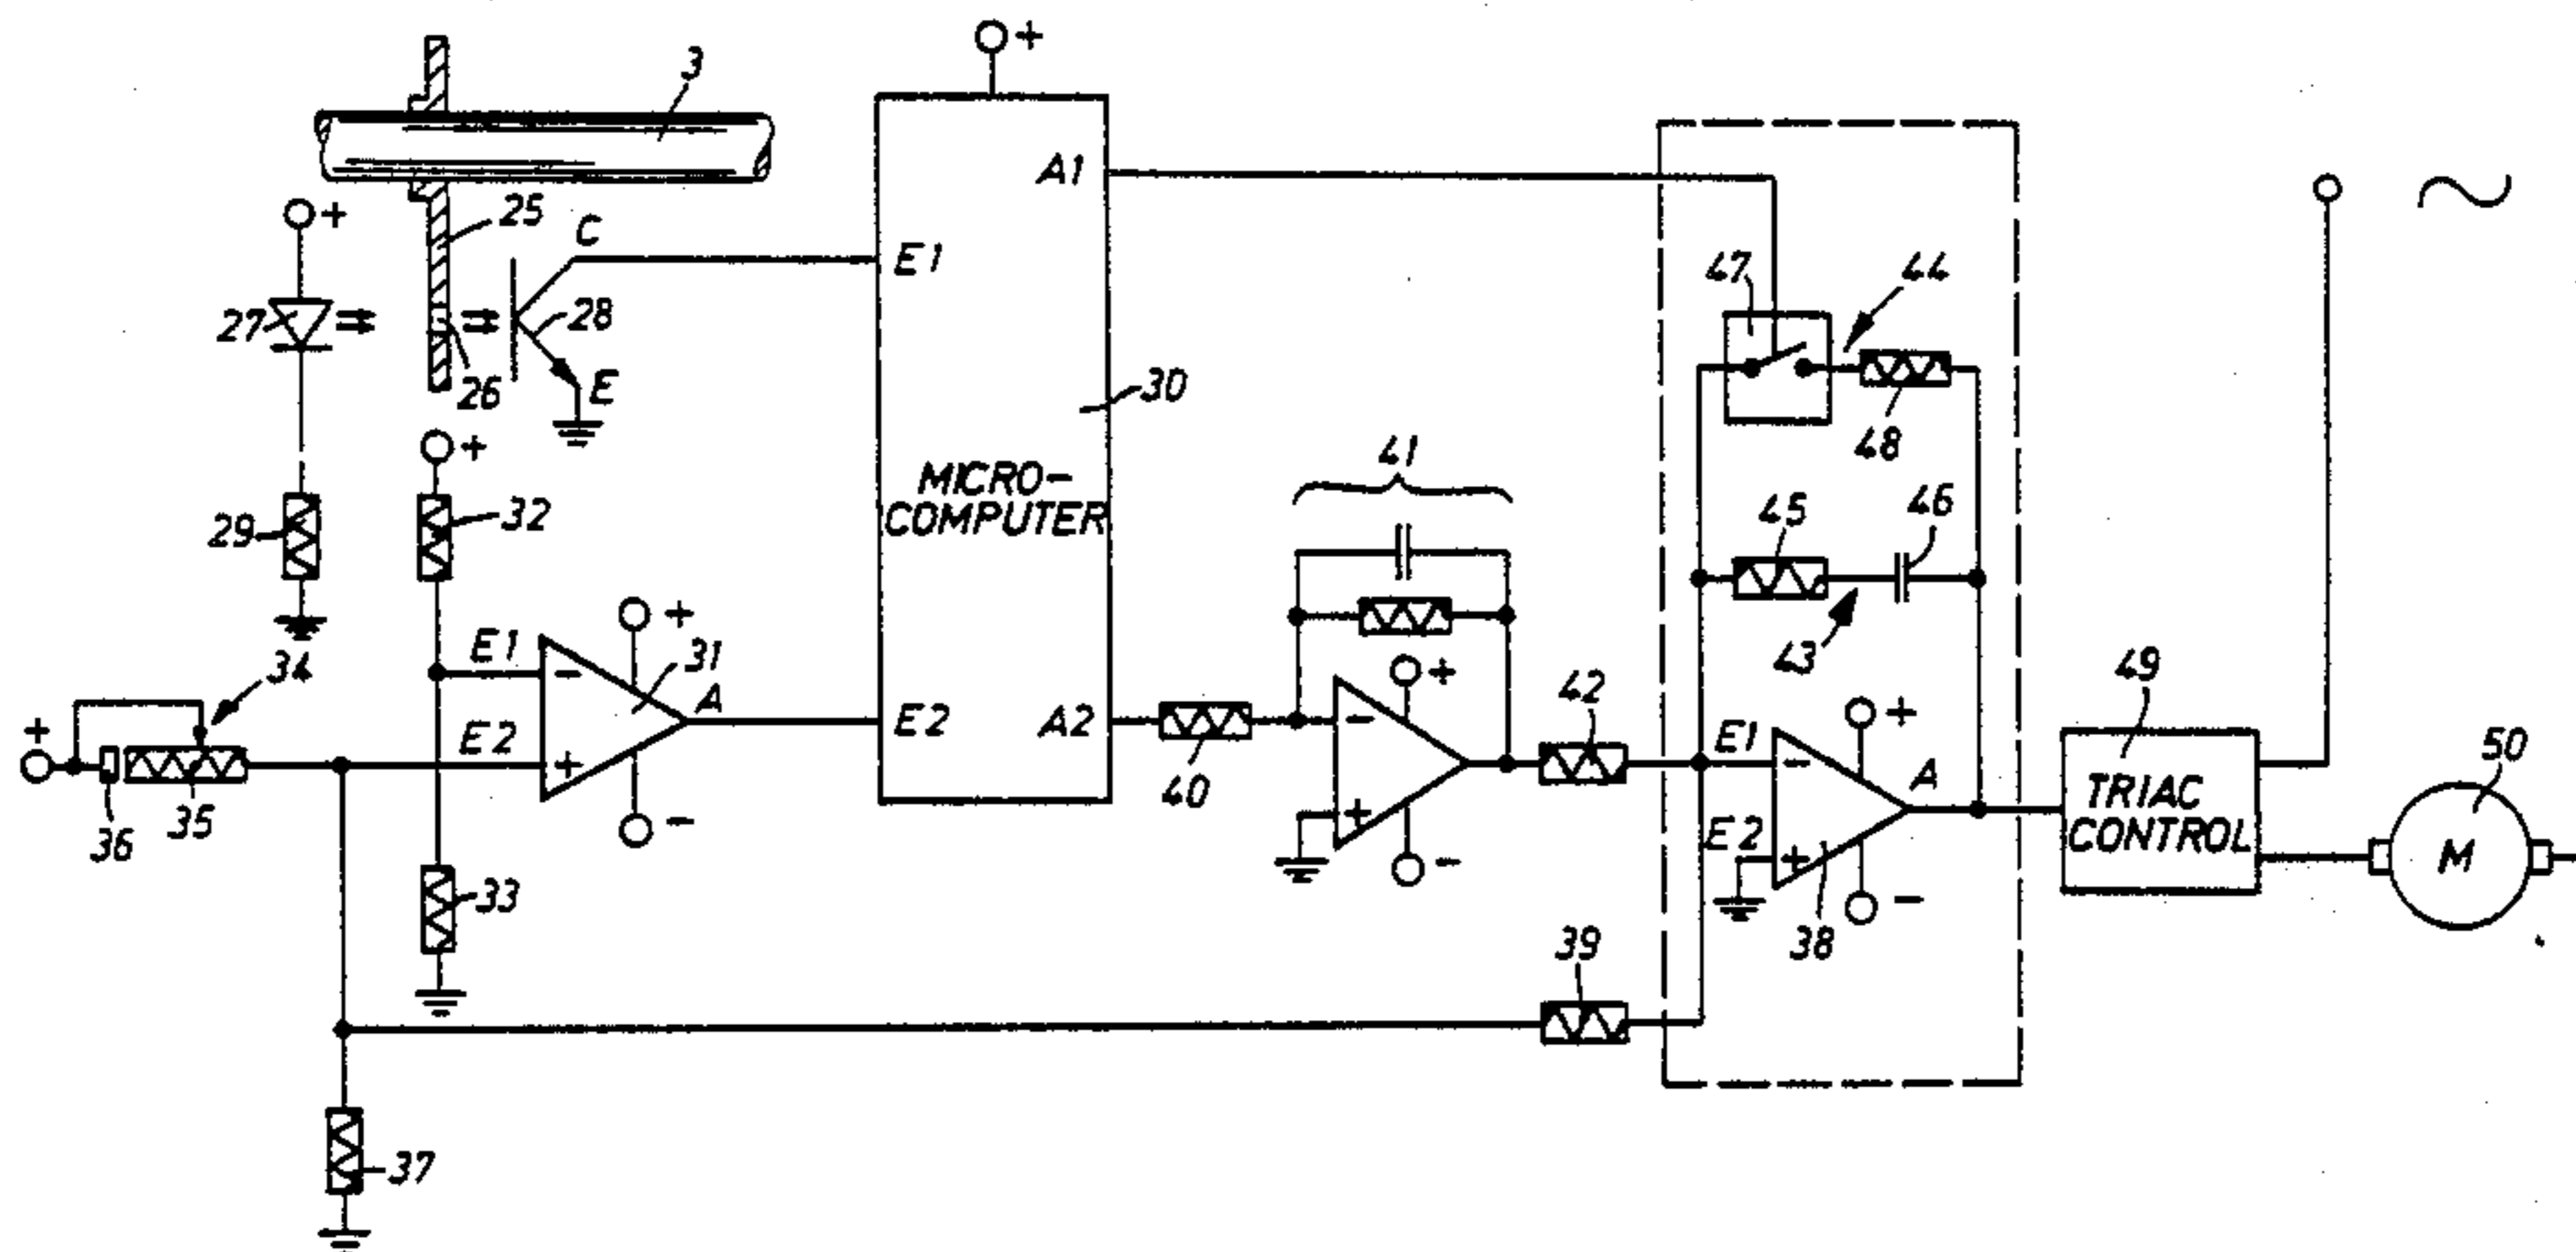 +
3
25
+
C
A1
E1
47
44
27
28
26
E
30
48
+
41
MICRO-
COMPUTER
32
29
45
46
+
E1
31
34
A
43
49
+
42
E2
E2
A2
-
+
E1
-
+
A
50
+
+
35
36
40
TRIAC
CONTROL
M
-
+
E2
+
-
-
33
39
38
37